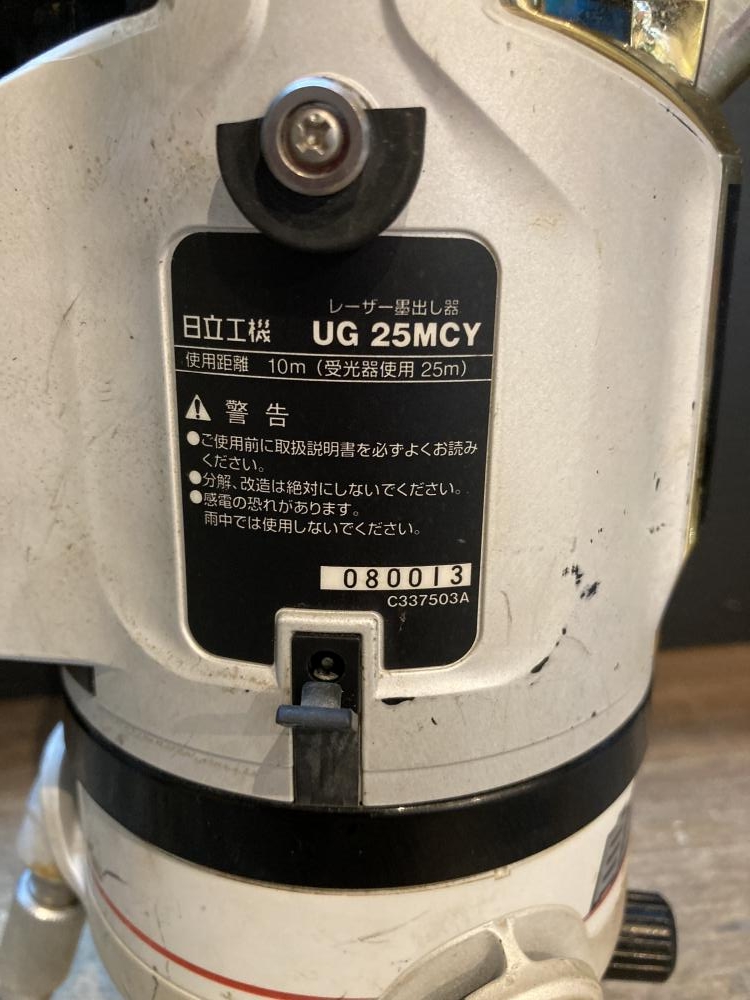 レーザー墨出し器
日立工機 UG 25MCY
使用距離 10m (受光器使用 25m)
警告
●ご使用前に取扱説明書を必ずよくお読み
ください。
●分解、改造は絶対にしないでください。
●感電の恐れがあります。
雨中では使用しないでください。
080013
C337503A